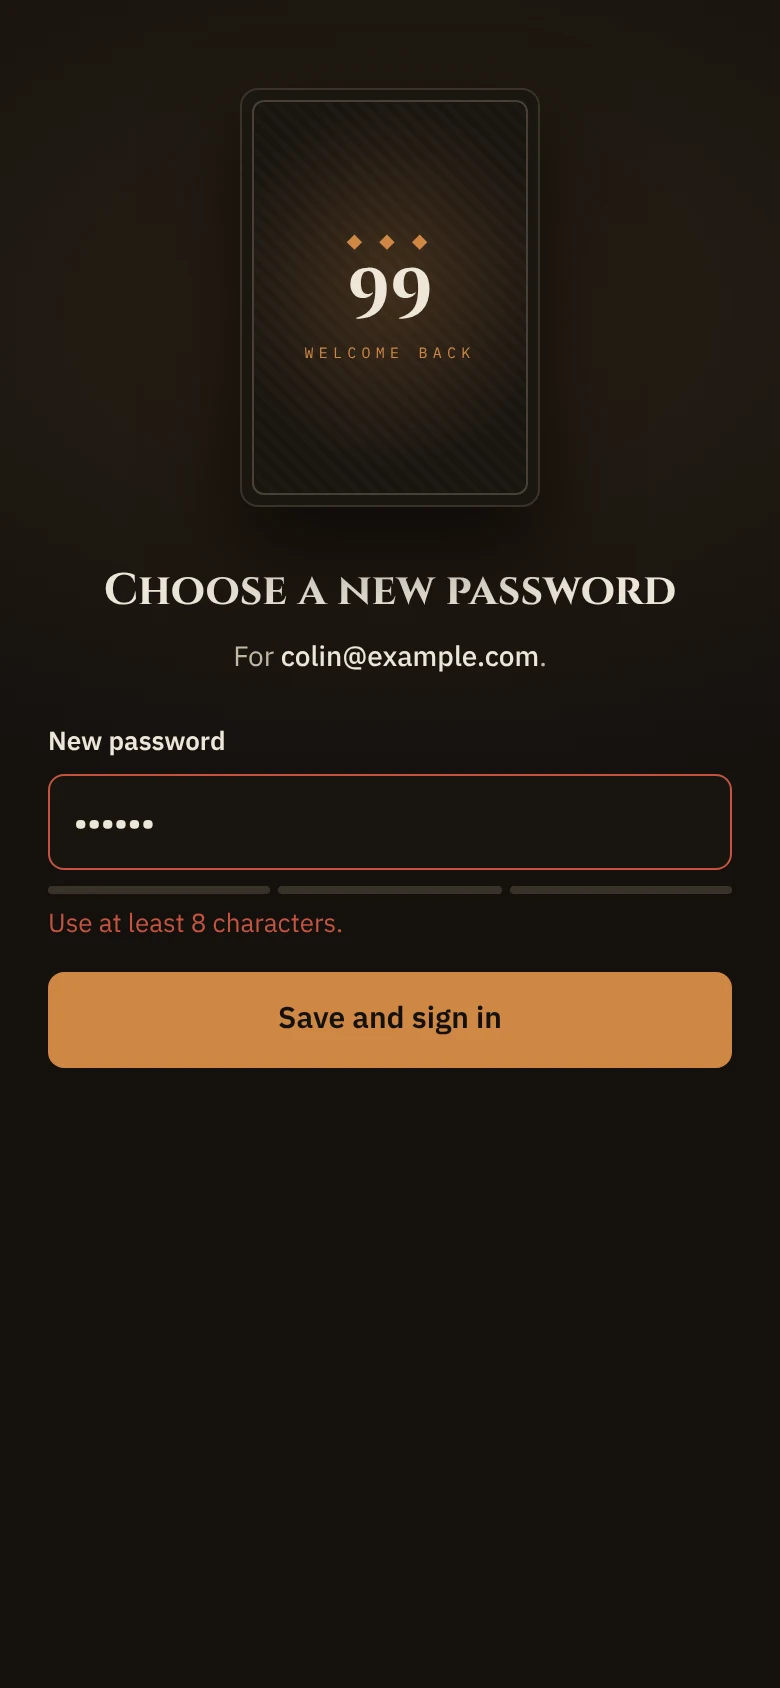 ◆ ◆ ◆
99
WELCOME BACK
Choose a new password
For colin@example.com.
New password
••••••
Use at least 8 characters.
Save and sign in